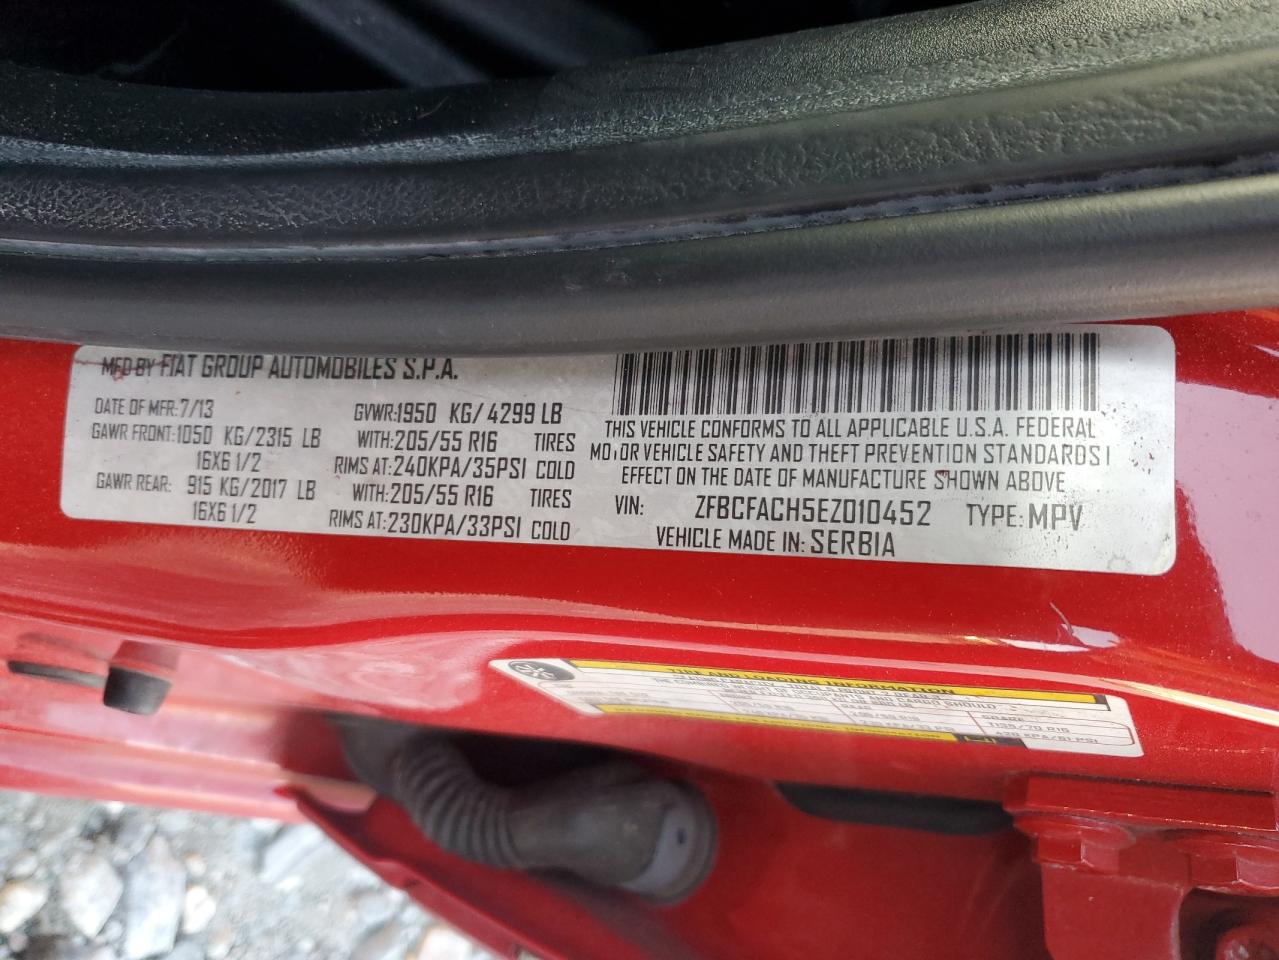 MFD BY FIAT GROUP AUTOMOBILES S.P.A.
DATE OF MFR: 7/13 GVWR: 1950 KG/ 4299 LB
GAWR FRONT: 1050 KG/2315 LB WITH: 205/55 R16 TIRES
16X6 1/2 RIMS AT: 240KPA/35PSI COLD
GAWR REAR: 915 KG/2017 LB WITH: 205/55 R16 TIRES
16X6 1/2 RIMS AT: 230KPA/33PSI COLD
THIS VEHICLE CONFORMS TO ALL APPLICABLE U.S.A. FEDERAL
MOTOR VEHICLE SAFETY AND THEFT PREVENTION STANDARDS I
EFFECT ON THE DATE OF MANUFACTURE SHOWN ABOVE
VIN: ZFBCFACH5EZ010452 TYPE: MPV
VEHICLE MADE IN: SERBIA
TIRE AND LOADING INFORMATION